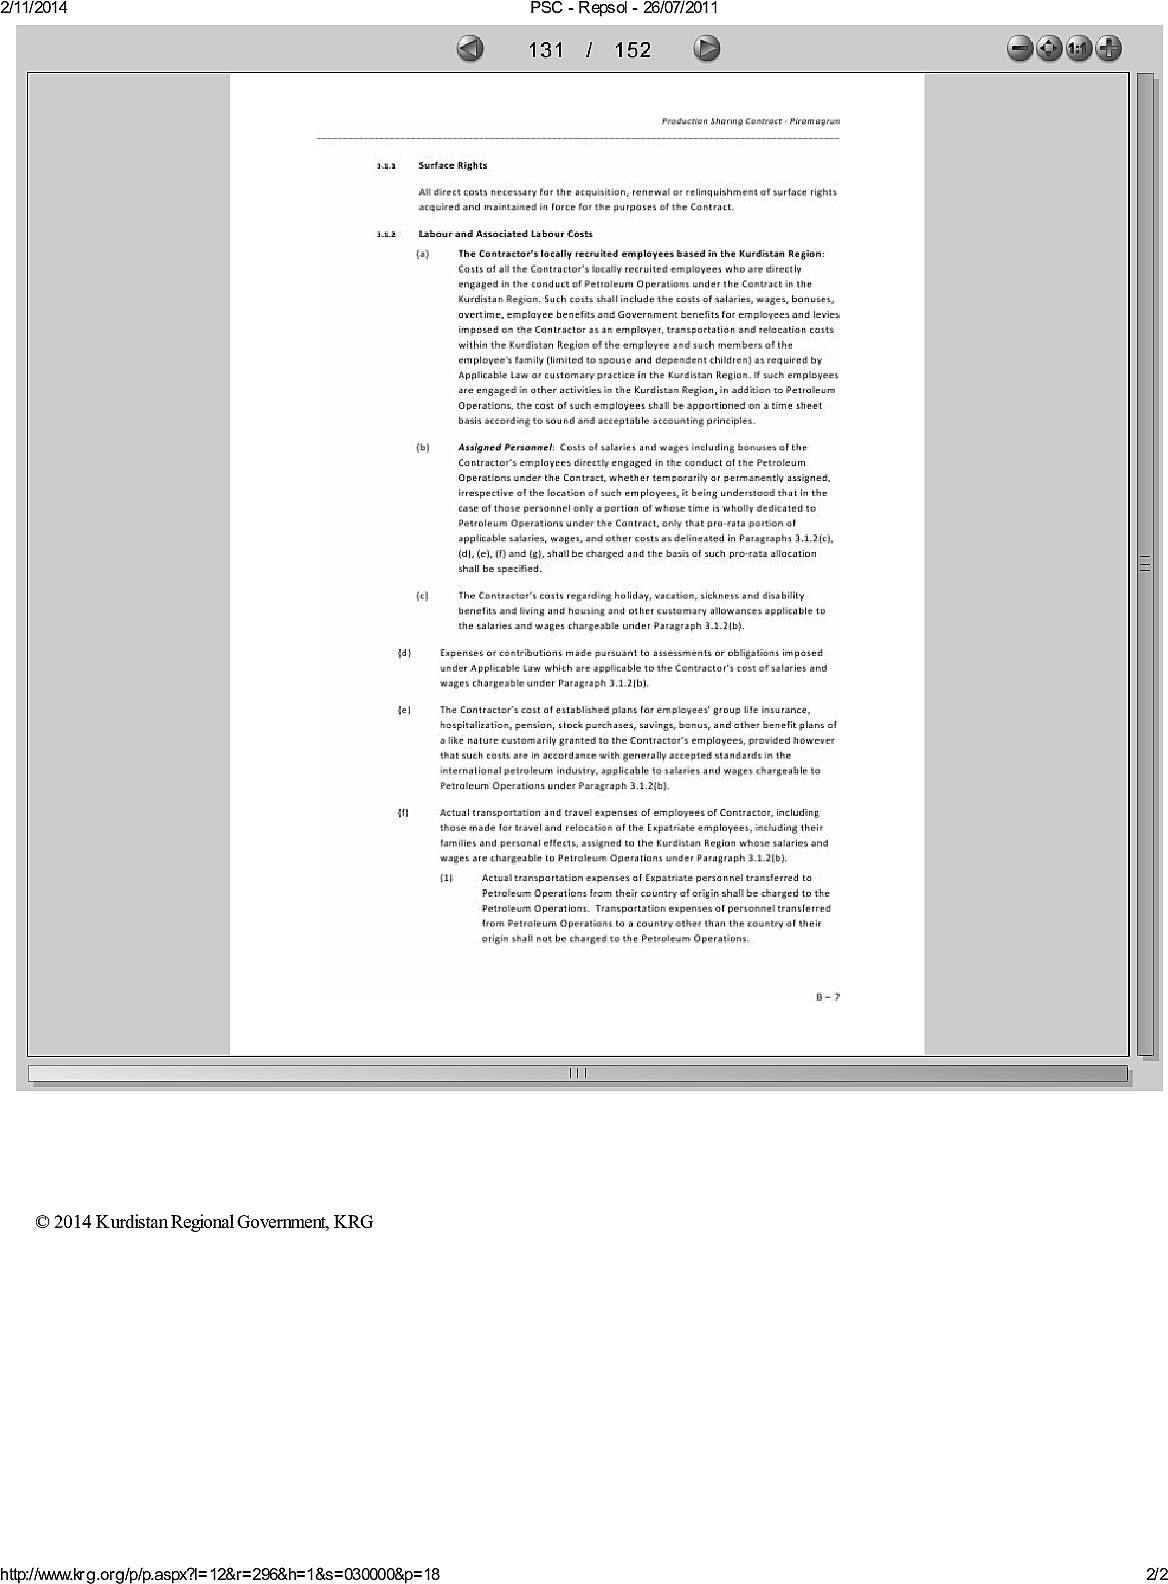 2/11/2014
PSC - Repsol - 26/07/2011
131 / 152
1:1
Production Sharing Contract - Piramagrun
3.1.1 Surface Rights
All direct costs necessary for the acquisition, renewal or relinquishment of surface rights
acquired and maintained in force for the purposes of the Contract.
3.1.2 Labour and Associated Labour Costs
(a) The Contractor's locally recruited employees based in the Kurdistan Region:
Costs of all the Contractor's locally recruited employees who are directly
engaged in the conduct of Petroleum Operations under the Contract in the
Kurdistan Region. Such costs shall include the costs of salaries, wages, bonuses,
overtime, employee benefits and Government benefits for employees and levies
imposed on the Contractor as an employer, transportation and relocation costs
within the Kurdistan Region of the employee and such members of the
employee's family (limited to spouse and dependent children) as required by
Applicable Law or customary practice in the Kurdistan Region. If such employees
are engaged in other activities in the Kurdistan Region, in addition to Petroleum
Operations, the cost of such employees shall be apportioned on a time sheet
basis according to sound and acceptable accounting principles.
(b) Assigned Personnel: Costs of salaries and wages including bonuses of the
Contractor's employees directly engaged in the conduct of the Petroleum
Operations under the Contract, whether temporarily or permanently assigned,
irrespective of the location of such employees, it being understood that in the
case of those personnel only a portion of whose time is wholly dedicated to
Petroleum Operations under the Contract, only that pro-rata portion of
applicable salaries, wages, and other costs as delineated in Paragraphs 3.1.2(c),
(d), (e), (f) and (g), shall be charged and the basis of such pro-rata allocation
shall be specified.
(c) The Contractor's costs regarding holiday, vacation, sickness and disability
benefits and living and housing and other customary allowances applicable to
the salaries and wages chargeable under Paragraph 3.1.2(b).
(d) Expenses or contributions made pursuant to assessments or obligations imposed
under Applicable Law which are applicable to the Contractor's cost of salaries and
wages chargeable under Paragraph 3.1.2(b).
(e) The Contractor's cost of established plans for employees' group life insurance,
hospitalization, pension, stock purchases, savings, bonus, and other benefit plans of
a like nature customarily granted to the Contractor's employees, provided however
that such costs are in accordance with generally accepted standards in the
international petroleum industry, applicable to salaries and wages chargeable to
Petroleum Operations under Paragraph 3.1.2(b).
(f) Actual transportation and travel expenses of employees of Contractor, including
those made for travel and relocation of the Expatriate employees, including their
families and personal effects, assigned to the Kurdistan Region whose salaries and
wages are chargeable to Petroleum Operations under Paragraph 3.1.2(b).
(1) Actual transportation expenses of Expatriate personnel transferred to
Petroleum Operations from their country of origin shall be charged to the
Petroleum Operations. Transportation expenses of personnel transferred
from Petroleum Operations to a country other than the country of their
origin shall not be charged to the Petroleum Operations.
B – 7
© 2014 Kurdistan Regional Government, KRG
http://www.krg.org/p/p.aspx?l=12&r=296&h=1&s=030000&p=18
2/2